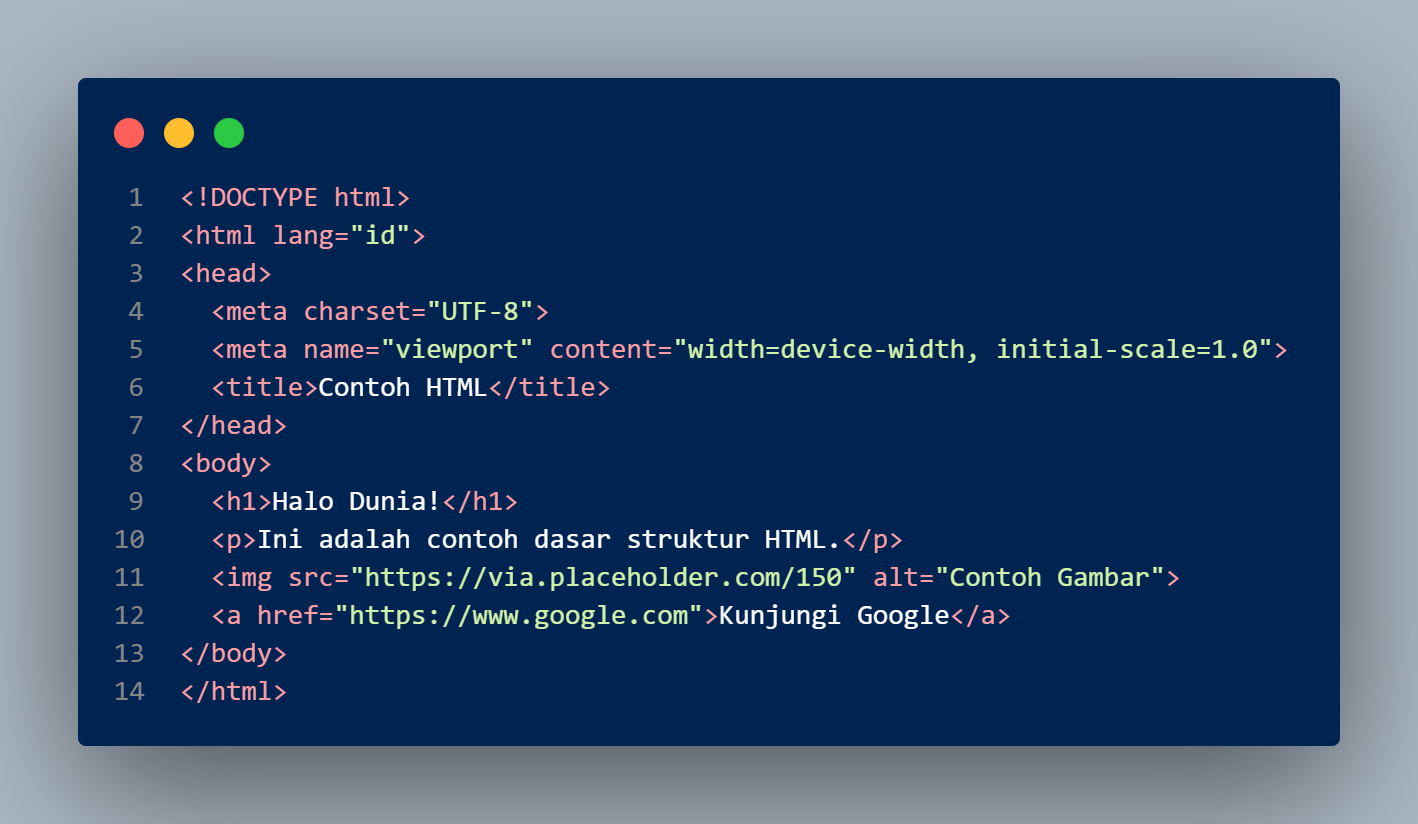 1 <!DOCTYPE html>
2 <html lang="id">
3 <head>
4   <meta charset="UTF-8">
5   <meta name="viewport" content="width=device-width, initial-scale=1.0">
6   <title>Contoh HTML</title>
7 </head>
8 <body>
9   <h1>Halo Dunia!</h1>
10   <p>Ini adalah contoh dasar struktur HTML.</p>
11   <img src="https://via.placeholder.com/150" alt="Contoh Gambar">
12   <a href="https://www.google.com">Kunjungi Google</a>
13 </body>
14 </html>